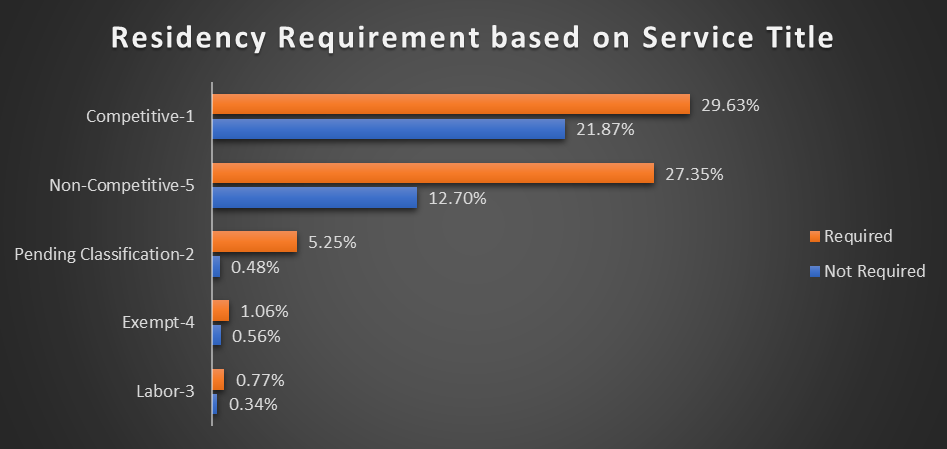 Residency Requirement based on Service Title
Competitive-1
29.63%
21.87%
Non-Competitive-5
27.35%
12.70%
Pending Classification-2
5.25%
0.48%
Exempt-4
1.06%
0.56%
Labor-3
0.77%
0.34%
Required
Not Required